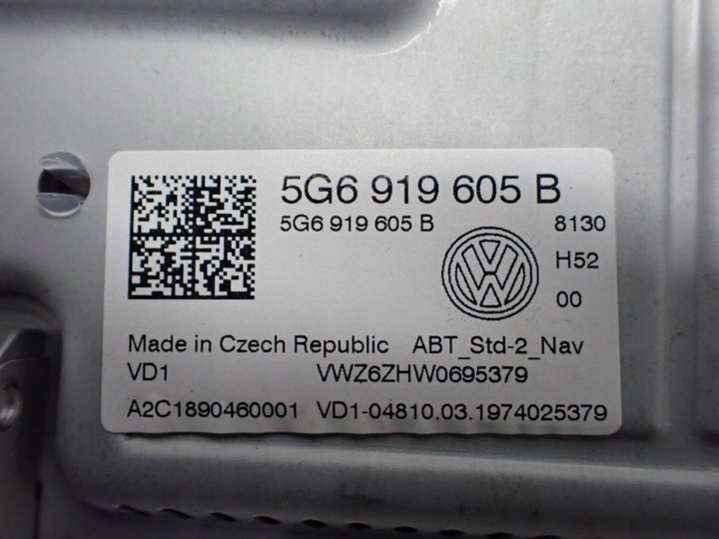 5G6 919 605 B
5G6 919 605 B 8130
H52
00
Made in Czech Republic ABT_Std-2_Nav
VD1 VWZ6ZHW0695379
A2C1890460001 VD1-04810.03.1974025379